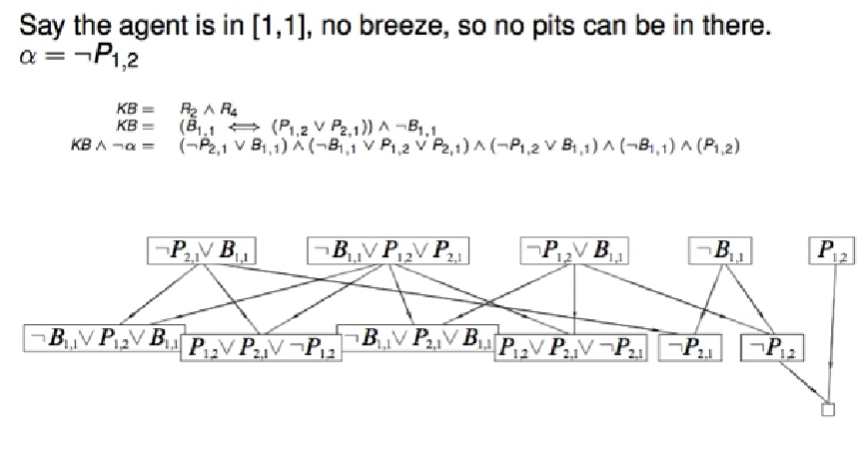 Say the agent is in [1,1], no breeze, so no pits can be in there.
α = ¬P₁,₂
KB = R₂ ∧ R₄
KB = (B₁,₁ ⟺ (P₁,₂ ∨ P₂,₁)) ∧ ¬B₁,₁
KB ∧ ¬α = (¬P₂,₁ ∨ B₁,₁) ∧ (¬B₁,₁ ∨ P₁,₂ ∨ P₂,₁) ∧ (¬P₁,₂ ∨ B₁,₁) ∧ (¬B₁,₁) ∧ (P₁,₂)
¬P₂,₁∨ B₁,₁ ¬B₁,₁∨ P₁,₂∨ P₂,₁ ¬P₁,₂∨ B₁,₁ ¬B₁,₁ P₁,₂
¬B₁,₁∨ P₁,₂∨ B₁,₁ P₁,₂∨ P₂,₁∨ ¬P₁,₂ ¬B₁,₁∨ P₂,₁∨ B₁,₁ P₁,₂∨ P₂,₁∨ ¬P₂,₁ ¬P₂,₁ ¬P₁,₂